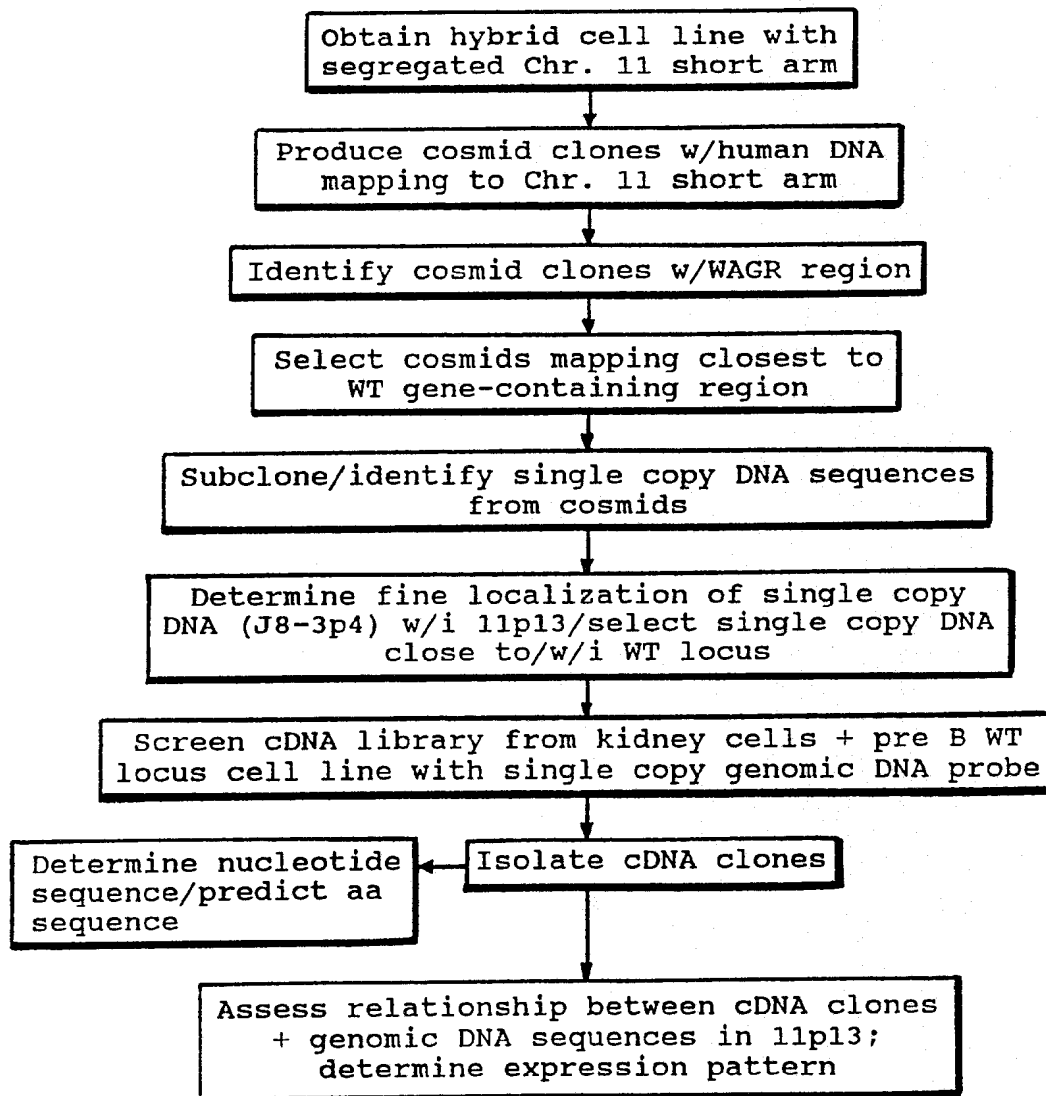 Obtain hybrid cell line with
segregated Chr. 11 short arm
Produce cosmid clones w/human DNA
mapping to Chr. 11 short arm
Identify cosmid clones w/WAGR region
Select cosmids mapping closest to
WT gene-containing region
Subclone/identify single copy DNA sequences
from cosmids
Determine fine localization of single copy
DNA (J8-3p4) w/i 11p13/select single copy DNA
close to/w/i WT locus
Screen cDNA library from kidney cells + pre B WT
locus cell line with single copy genomic DNA probe
Isolate cDNA clones
Determine nucleotide
sequence/predict aa
sequence
Assess relationship between cDNA clones
+ genomic DNA sequences in 11p13;
determine expression pattern